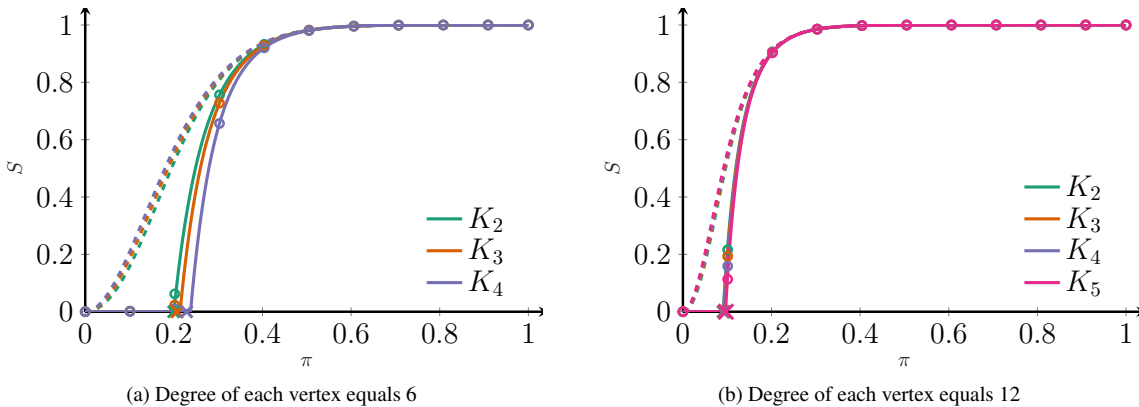 1
0.8
0.6
S
0.4
0.2
0
K2
K3
K4
0 0.2 0.4 0.6 0.8 1
π
(a) Degree of each vertex equals 6
1
0.8
0.6
S
0.4
0.2
0
K2
K3
K4
K5
0 0.2 0.4 0.6 0.8 1
π
(b) Degree of each vertex equals 12